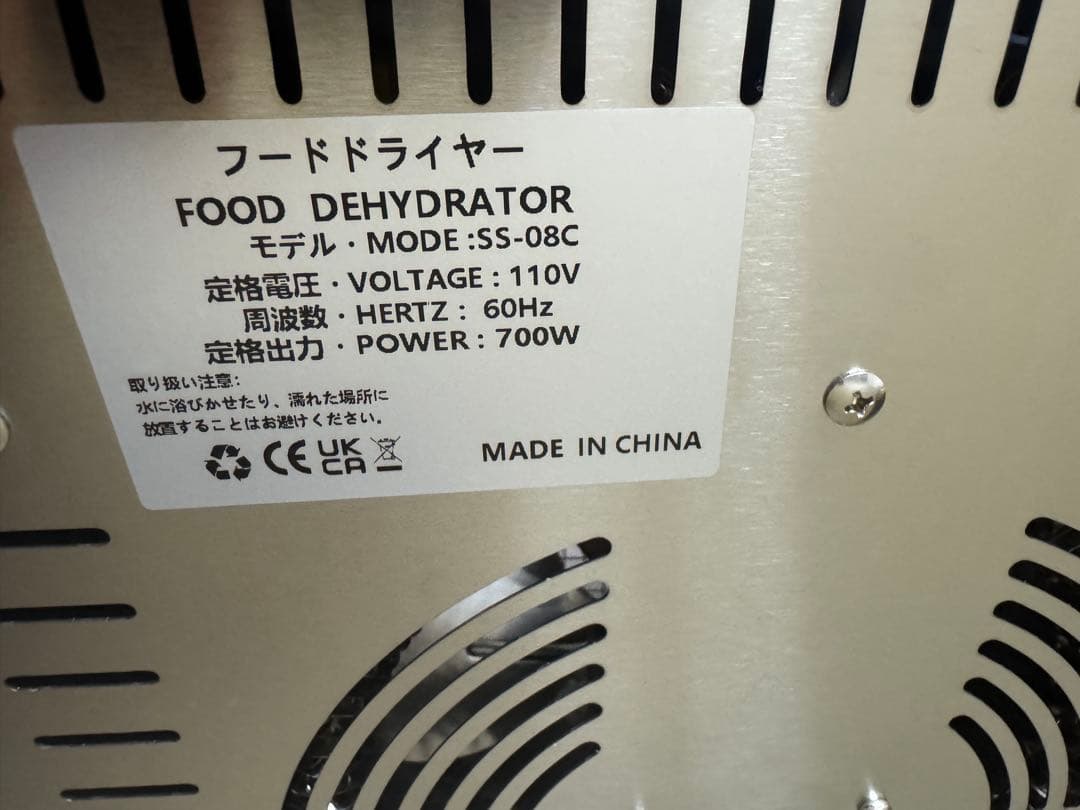 フードドライヤー
FOOD DEHYDRATOR
モデル・MODE:SS-08C
定格電圧・VOLTAGE:110V
周波数・HERTZ: 60Hz
定格出力・POWER:700W
取り扱い注意:
水に浴びかせたり、濡れた場所に
放置することはお避けください。
CE UK CA
MADE IN CHINA